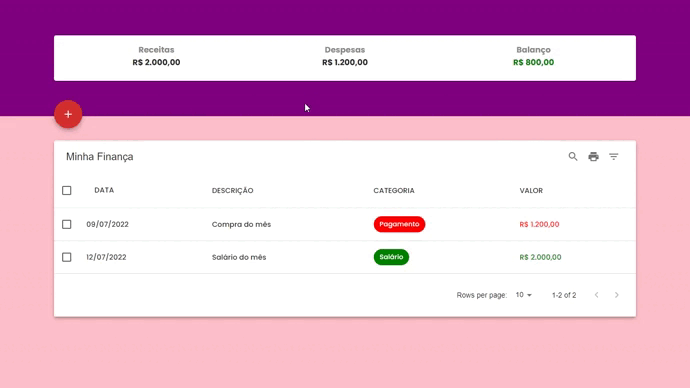 Receitas Despesas Balanço
R$ 2.000,00 R$ 1.200,00 R$ 800,00
+
Minha Finança
DATA DESCRIÇÃO CATEGORIA VALOR
09/07/2022 Compra do mês Pagamento R$ 1.200,00
12/07/2022 Salário do mês Salário R$ 2.000,00
Rows per page: 10 1-2 of 2